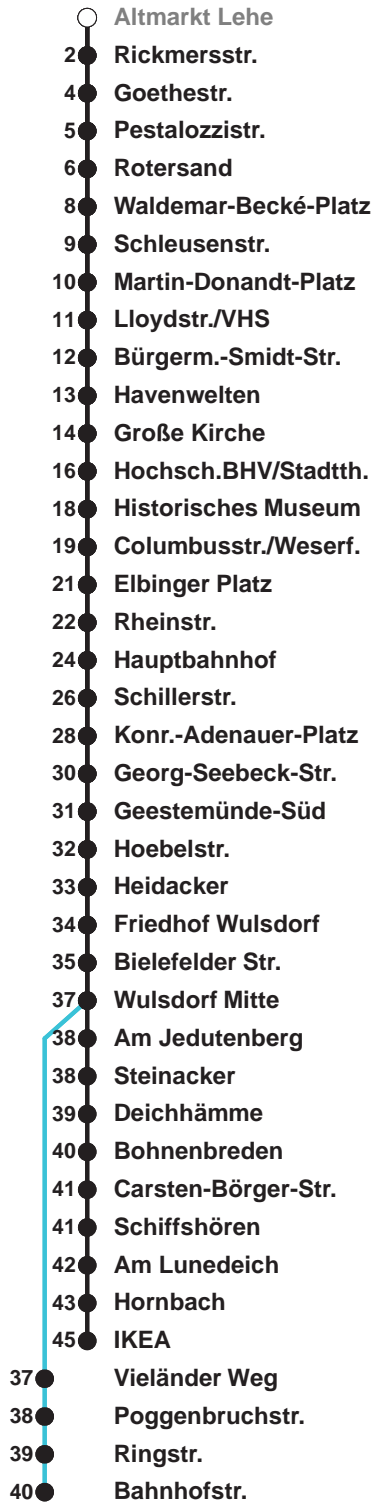 Altmarkt Lehe
2 Rickmersstr.
4 Goethestr.
5 Pestalozzistr.
6 Rotersand
8 Waldemar-Becké-Platz
9 Schleusenstr.
10 Martin-Donandt-Platz
11 Lloydstr./VHS
12 Bürgerm.-Smidt-Str.
13 Havenwelten
14 Große Kirche
16 Hochsch.BHV/Stadtth.
18 Historisches Museum
19 Columbusstr./Weserf.
21 Elbinger Platz
22 Rheinstr.
24 Hauptbahnhof
26 Schillerstr.
28 Konr.-Adenauer-Platz
30 Georg-Seebeck-Str.
31 Geestemünde-Süd
32 Hoebelstr.
33 Heidacker
34 Friedhof Wulsdorf
35 Bielefelder Str.
37 Wulsdorf Mitte
38 Am Jedutenberg
38 Steinacker
39 Deichhämme
40 Bohnenbreden
41 Carsten-Börger-Str.
41 Schiffshören
42 Am Lunedeich
43 Hornbach
45 IKEA
37 Vieländer Weg
38 Poggenbruchstr.
39 Ringstr.
40 Bahnhofstr.